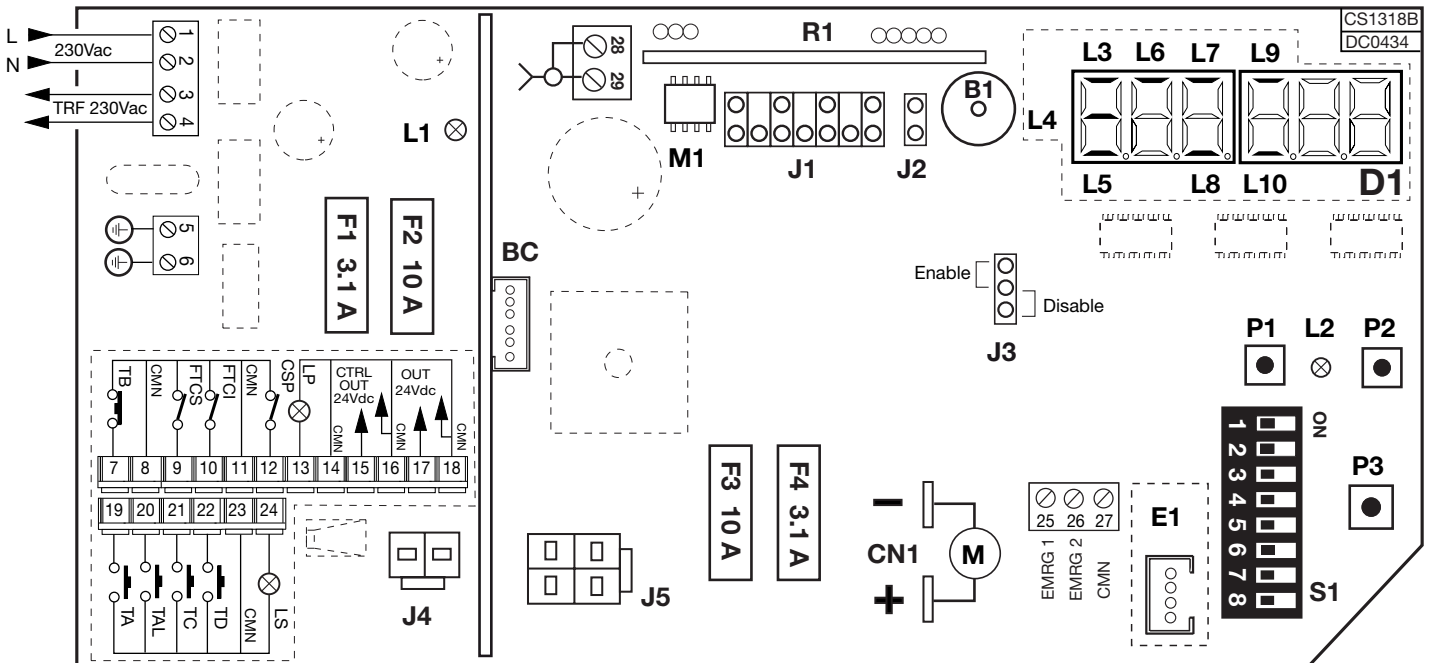 CS1318B
DC0434
L
230Vac
N
TRF 230Vac
1
2
3
4
5
6
L1
F1 3.1 A
F2 10 A
BC
28
29
R1
M1
J1
J2
B1
L3 L6 L7 L9
L4
L5 L8 L10
D1
Enable
Disable
J3
P1 L2 P2
P3
ON
1
2
3
4
5
6
7
8
S1
TB
CMN
FTCS
FTCI
CMN
CSP
LP
CTRL
OUT
24Vdc
CMN
OUT
24Vdc
CMN
CMN
7 8 9 10 11 12 13 14 15 16 17 18
19 20 21 22 23 24
TA
TAL
TC
TD
CMN
LS
J4
J5
F3 10 A
F4 3.1 A
-
CN1
+
M
25 26 27
EMRG 1
EMRG 2
CMN
E1